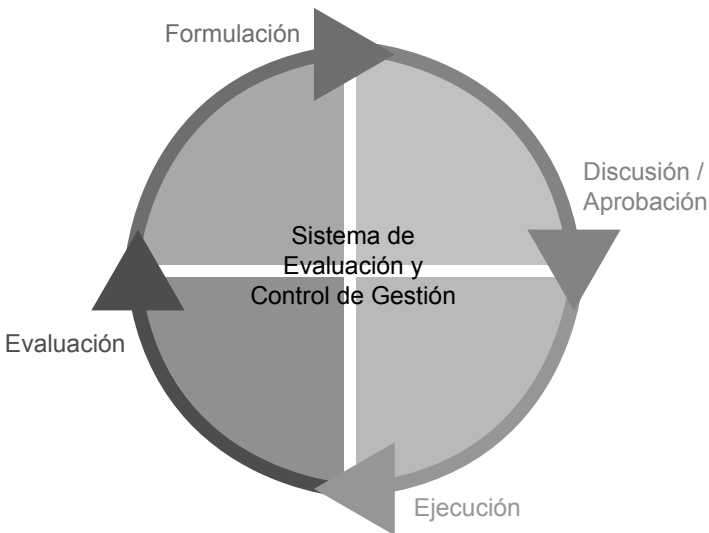 Formulación
Discusión /
Aprobación
Sistema de
Evaluación y
Control de Gestión
Evaluación
Ejecución